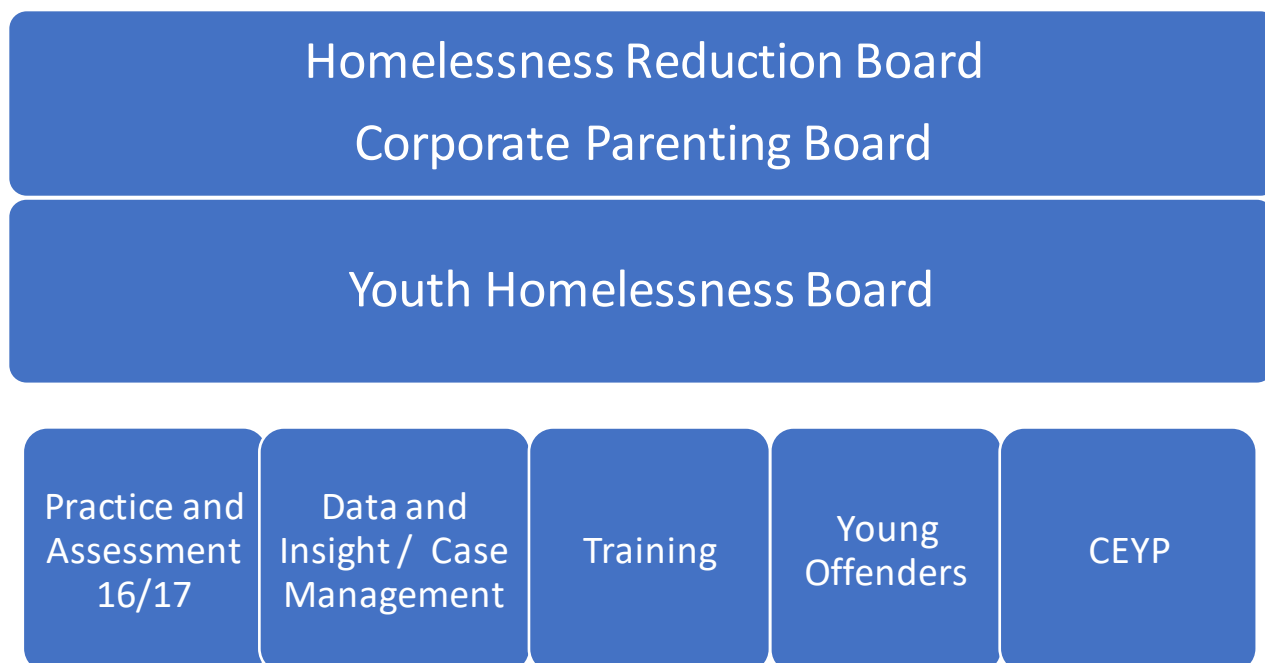 Homelessness Reduction Board
Corporate Parenting Board
Youth Homelessness Board
Practice and
Assessment
16/17
Data and
Insight / Case
Management
Training
Young
Offenders
CEYP